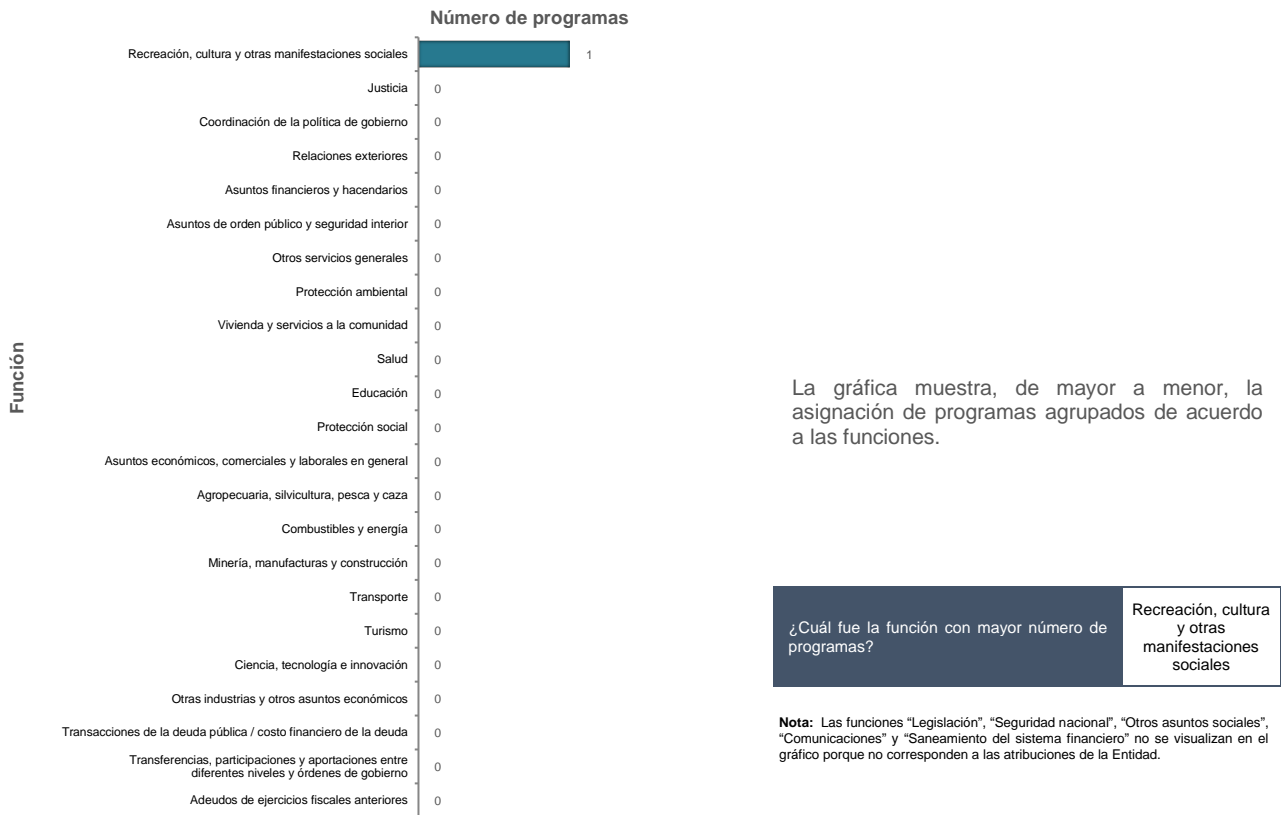 Número de programas
Función
Recreación, cultura y otras manifestaciones sociales 1
Justicia 0
Coordinación de la política de gobierno 0
Relaciones exteriores 0
Asuntos financieros y hacendarios 0
Asuntos de orden público y seguridad interior 0
Otros servicios generales 0
Protección ambiental 0
Vivienda y servicios a la comunidad 0
Salud 0
Educación 0
Protección social 0
Asuntos económicos, comerciales y laborales en general 0
Agropecuaria, silvicultura, pesca y caza 0
Combustibles y energía 0
Minería, manufacturas y construcción 0
Transporte 0
Turismo 0
Ciencia, tecnología e innovación 0
Otras industrias y otros asuntos económicos 0
Transacciones de la deuda pública / costo financiero de la deuda 0
Transferencias, participaciones y aportaciones entre
diferentes niveles y órdenes de gobierno 0
Adeudos de ejercicios fiscales anteriores 0
La gráfica muestra, de mayor a menor, la
asignación de programas agrupados de acuerdo
a las funciones.
¿Cuál fue la función con mayor número de
programas?
Recreación, cultura
y otras
manifestaciones
sociales
Nota: Las funciones “Legislación”, “Seguridad nacional”, “Otros asuntos sociales”,
“Comunicaciones” y “Saneamiento del sistema financiero” no se visualizan en el
gráfico porque no corresponden a las atribuciones de la Entidad.